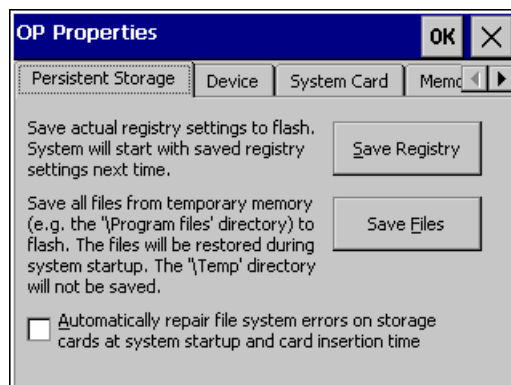 OP Properties OK
Persistent Storage Device System Card
Save actual registry settings to flash.
System will start with saved registry
settings next time.
Save Registry
Save all files from temporary memory
(e.g. the '\Program files' directory) to
flash. The files will be restored during
system startup. The '\Temp' directory
will not be saved.
Save Files
Automatically repair file system errors on storage
cards at system startup and card insertion time